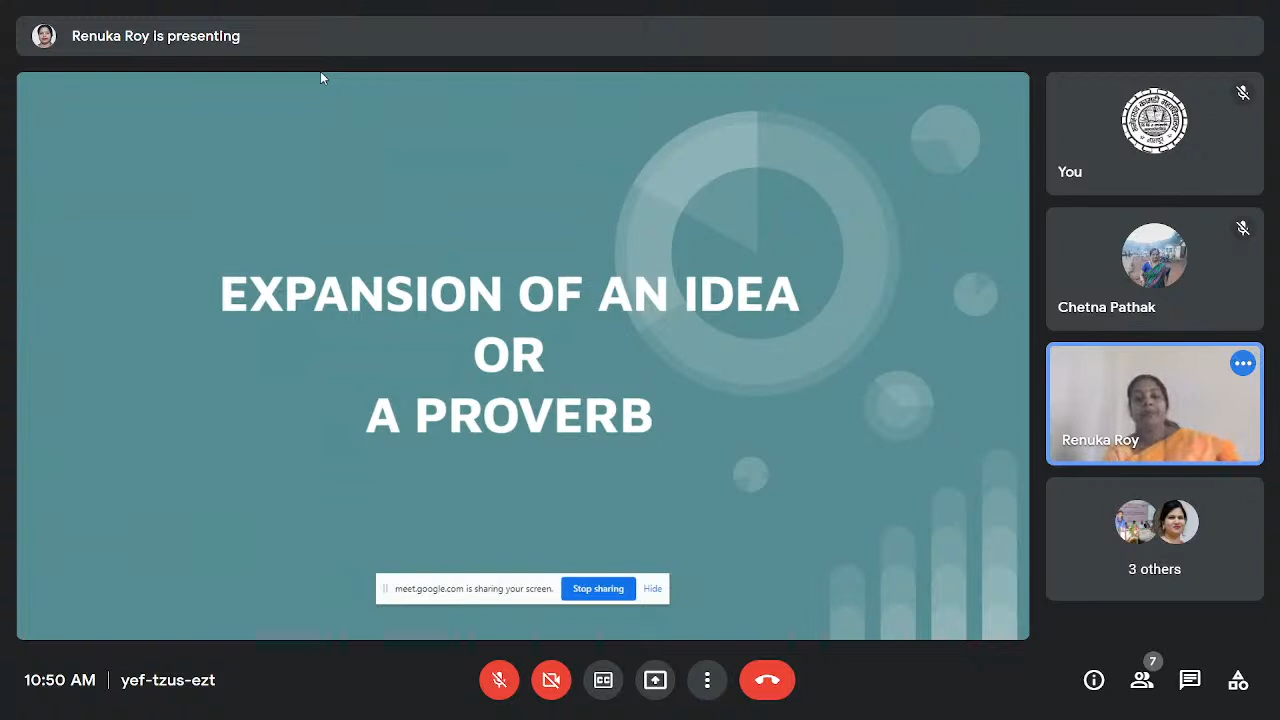 Renuka Roy is presenting
EXPANSION OF AN IDEA
OR
A PROVERB
meet.google.com is sharing your screen. Stop sharing Hide
You
Chetna Pathak
Renuka Roy
3 others
10:50 AM | yef-tzus-ezt
7